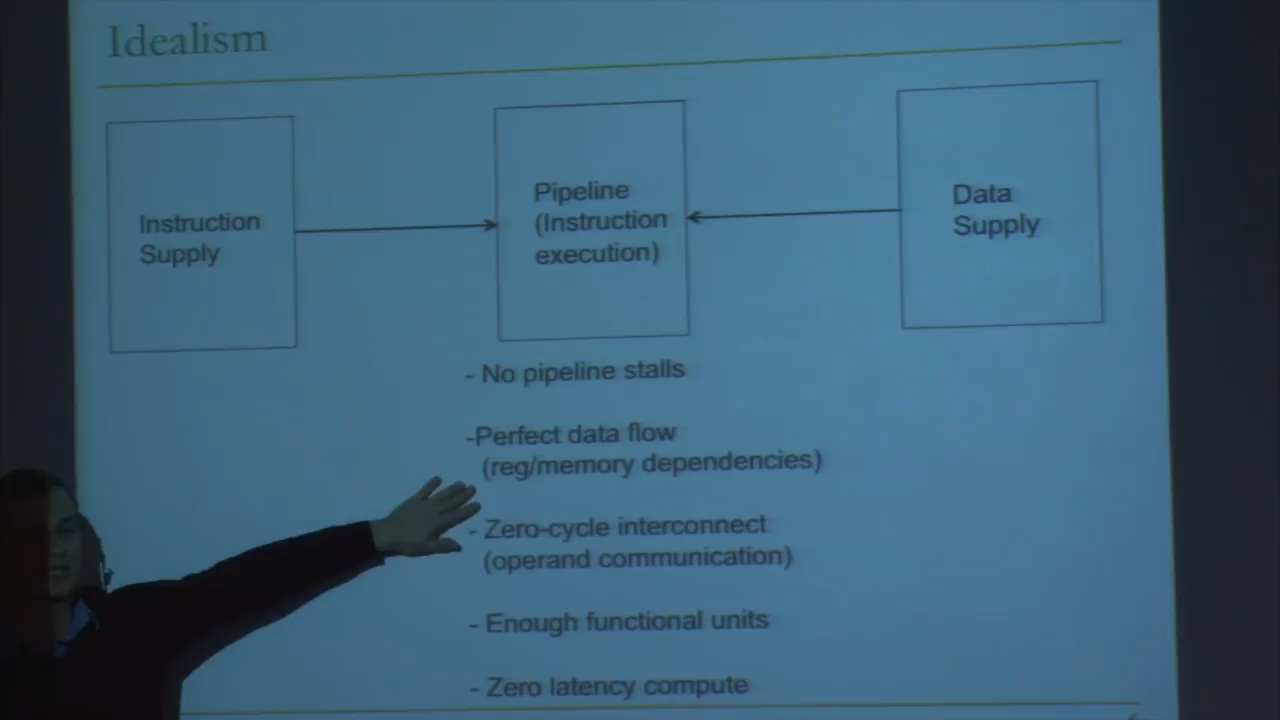 Idealism
Instruction
Supply
Pipeline
(Instruction
execution)
Data
Supply
- No pipeline stalls
-Perfect data flow
(reg/memory dependencies)
- Zero-cycle interconnect
(operand communication)
- Enough functional units
- Zero latency compute